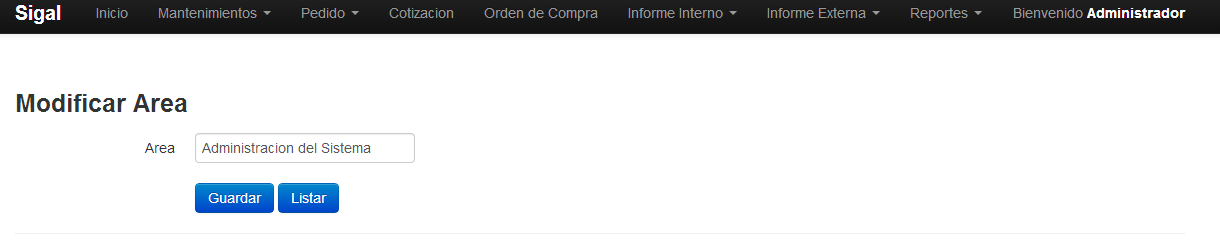 Sigal Inicio Mantenimientos Pedido Cotizacion Orden de Compra Informe Interno Informe Externa Reportes Bienvenido Administrador
Modificar Area
Area Administracion del Sistema
Guardar Listar